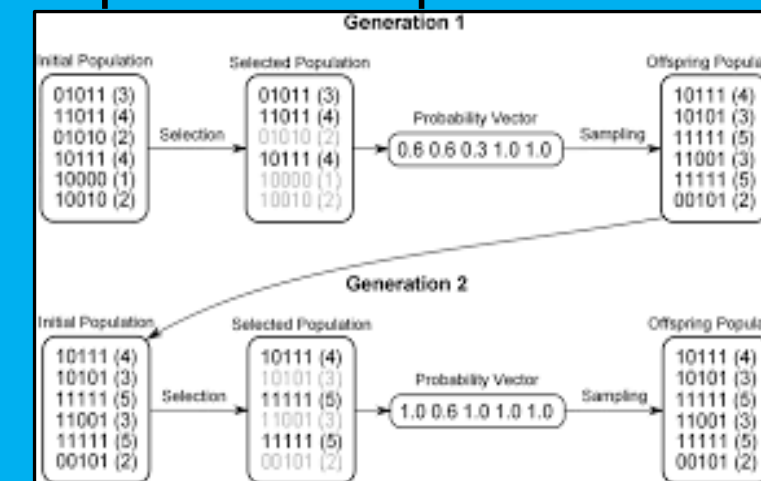 Generation 1
Initial Population
01011 (3)
11011 (4)
01010 (2)
10111 (4)
10000 (1)
10010 (2)
Selection
Selected Population
01011 (3)
11011 (4)
01010 (2)
10111 (4)
10000 (1)
10010 (2)
Probability Vector
0.6 0.6 0.3 1.0 1.0
Sampling
Offspring Popula
10111 (4)
10101 (3)
11111 (5)
11001 (3)
11111 (5)
00101 (2)
Generation 2
Initial Population
10111 (4)
10101 (3)
11111 (5)
11001 (3)
11111 (5)
00101 (2)
Selection
Selected Population
10111 (4)
10101 (3)
11111 (5)
11001 (3)
11111 (5)
00101 (2)
Probability Vector
1.0 0.6 1.0 1.0 1.0
Sampling
Offspring Popula
10111 (4)
10101 (3)
11111 (5)
11001 (3)
11111 (5)
00101 (2)